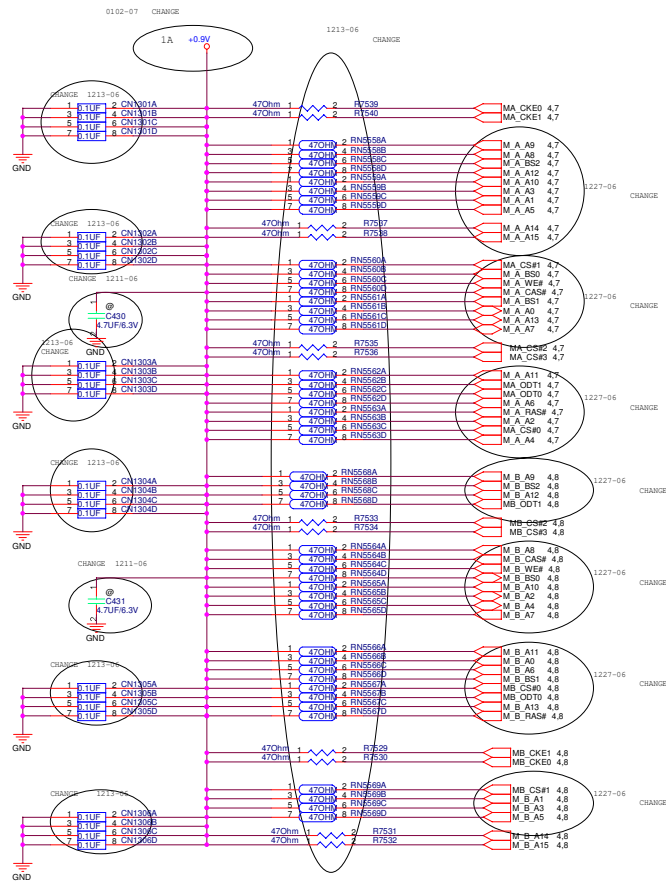 0102-07 CHANGE
1A +0.9V
1213-06
CHANGE
CHANGE 1213-06
1 0.1UF 2 CN1301A
3 0.1UF 4 CN1301B
5 0.1UF 6 CN1301C
7 0.1UF 8 CN1301D
GND
47Ohm 1 2 R7539 MA_CKE0 4,7
47Ohm 1 2 R7540 MA_CKE1 4,7
1 47OHM 2 RN5558A M_A_A9 4,7
3 47OHM 4 RN5558B M_A_A8 4,7
5 47OHM 6 RN5558C M_A_BS2 4,7
7 47OHM 8 RN5558D M_A_A12 4,7
1 47OHM 2 RN5559A M_A_A10 4,7
3 47OHM 4 RN5559B M_A_A3 4,7
5 47OHM 6 RN5559C M_A_A1 4,7
7 47OHM 8 RN5559D M_A_A5 4,7
1227-06
CHANGE
CHANGE 1213-06
1 0.1UF 2 CN1302A
3 0.1UF 4 CN1302B
5 0.1UF 6 CN1302C
7 0.1UF 8 CN1302D
GND
47Ohm 1 2 R7537 M_A_A14 4,7
47Ohm 1 2 R7538 M_A_A15 4,7
1 47OHM 2 RN5560A MA_CS#1 4,7
3 47OHM 4 RN5560B M_A_BS0 4,7
5 47OHM 6 RN5560C M_A_WE# 4,7
7 47OHM 8 RN5560D M_A_CAS# 4,7
1 47OHM 2 RN5561A M_A_BS1 4,7
3 47OHM 4 RN5561B M_A_A0 4,7
5 47OHM 6 RN5561C M_A_A13 4,7
7 47OHM 8 RN5561D M_A_A7 4,7
1227-06
CHANGE
CHANGE 1211-06
1
@
C430
4.7UF/6.3V
2
GND
1213-06
CHANGE
1 0.1UF 2 CN1303A
3 0.1UF 4 CN1303B
5 0.1UF 6 CN1303C
7 0.1UF 8 CN1303D
GND
47Ohm 1 2 R7535 MA_CS#2 4,7
47Ohm 1 2 R7536 MA_CS#3 4,7
1 47OHM 2 RN5562A M_A_A11 4,7
3 47OHM 4 RN5562B MA_ODT1 4,7
5 47OHM 6 RN5562C MA_ODT0 4,7
7 47OHM 8 RN5562D M_A_A6 4,7
1 47OHM 2 RN5563A M_A_RAS# 4,7
3 47OHM 4 RN5563B M_A_A2 4,7
5 47OHM 6 RN5563C MA_CS#0 4,7
7 47OHM 8 RN5563D M_A_A4 4,7
1227-06
CHANGE
CHANGE 1213-06
1 0.1UF 2 CN1304A
3 0.1UF 4 CN1304B
5 0.1UF 6 CN1304C
7 0.1UF 8 CN1304D
GND
1 47OHM 2 RN5568A M_B_A9 4,8
3 47OHM 4 RN5568B M_B_BS2 4,8
5 47OHM 6 RN5568C M_B_A12 4,8
7 47OHM 8 RN5568D MB_ODT1 4,8
1227-06
CHANGE
47Ohm 1 2 R7533 MB_CS#2 4,8
47Ohm 1 2 R7534 MB_CS#3 4,8
1 47OHM 2 RN5564A M_B_A8 4,8
3 47OHM 4 RN5564B M_B_CAS# 4,8
5 47OHM 6 RN5564C M_B_WE# 4,8
7 47OHM 8 RN5564D M_B_BS0 4,8
1 47OHM 2 RN5565A M_B_A10 4,8
3 47OHM 4 RN5565B M_B_A2 4,8
5 47OHM 6 RN5565C M_B_A4 4,8
7 47OHM 8 RN5565D M_B_A7 4,8
1227-06
CHANGE
CHANGE 1211-06
1
@
C431
4.7UF/6.3V
2
GND
CHANGE 1213-06
1 0.1UF 2 CN1305A
3 0.1UF 4 CN1305B
5 0.1UF 6 CN1305C
7 0.1UF 8 CN1305D
GND
1 47OHM 2 RN5566A M_B_A11 4,8
3 47OHM 4 RN5566B M_B_A0 4,8
5 47OHM 6 RN5566C M_B_A6 4,8
7 47OHM 8 RN5566D M_B_BS1 4,8
1 47OHM 2 RN5567A MB_CS#0 4,8
3 47OHM 4 RN5567B MB_ODT0 4,8
5 47OHM 6 RN5567C M_B_A13 4,8
7 47OHM 8 RN5567D M_B_RAS# 4,8
1227-06
CHANGE
47Ohm 1 2 R7529 MB_CKE1 4,8
47Ohm 1 2 R7530 MB_CKE0 4,8
1 47OHM 2 RN5569A MB_CS#1 4,8
3 47OHM 4 RN5569B M_B_A1 4,8
5 47OHM 6 RN5569C M_B_A3 4,8
7 47OHM 8 RN5569D M_B_A5 4,8
1227-06
CHANGE
CHANGE 1213-06
1 0.1UF 2 CN1306A
3 0.1UF 4 CN1306B
5 0.1UF 6 CN1306C
7 0.1UF 8 CN1306D
GND
47Ohm 1 2 R7531 M_B_A14 4,8
47Ohm 1 2 R7532 M_B_A15 4,8